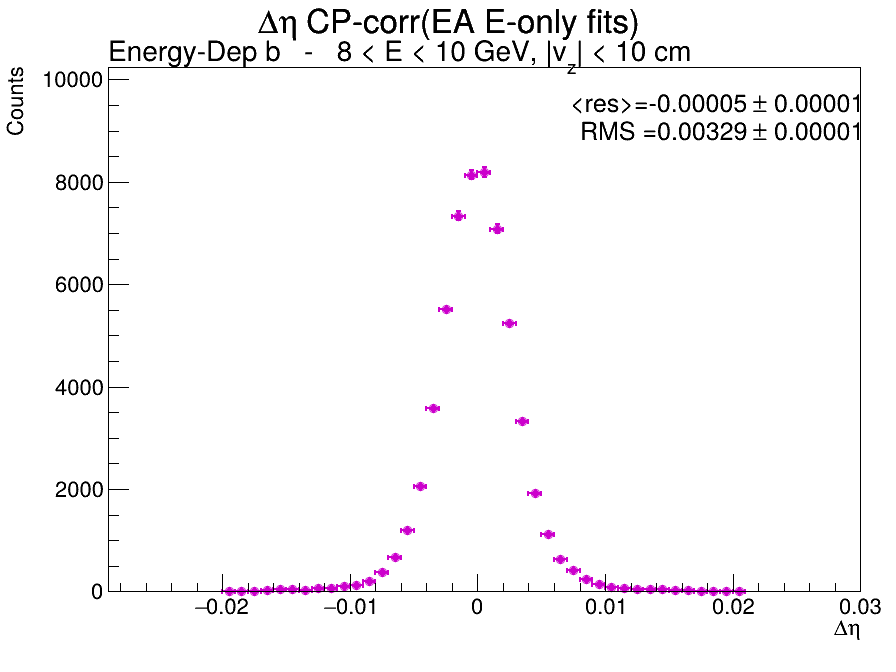 Δη CP-corr(EA E-only fits)
Energy-Dep b - 8 < E < 10 GeV, |v_z| < 10 cm
<res>=-0.00005 ± 0.00001
RMS =0.00329 ± 0.00001
Counts
10000
8000
6000
4000
2000
0
−0.02 −0.01 0 0.01 0.02 0.03
Δη